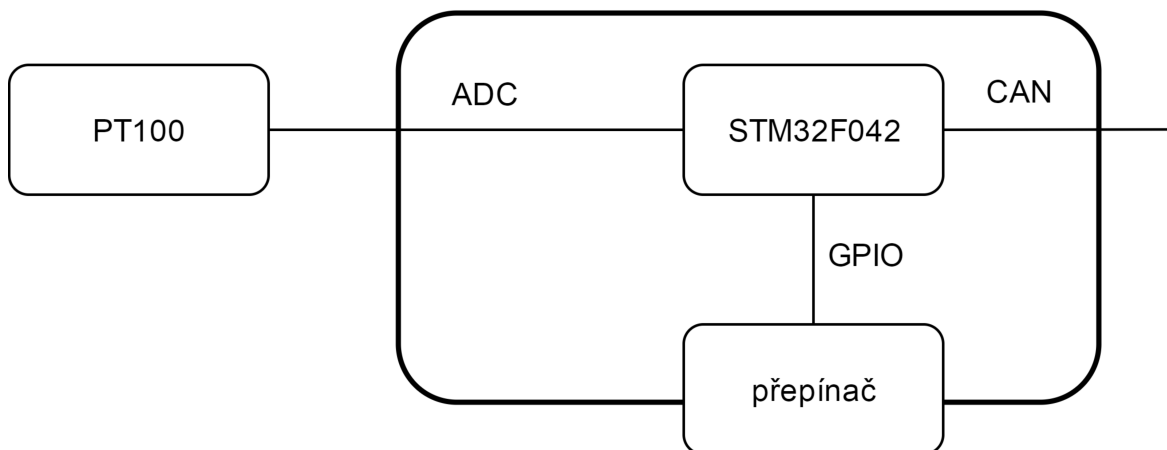 ADC
CAN
PT100
STM32F042
GPIO
přepínač